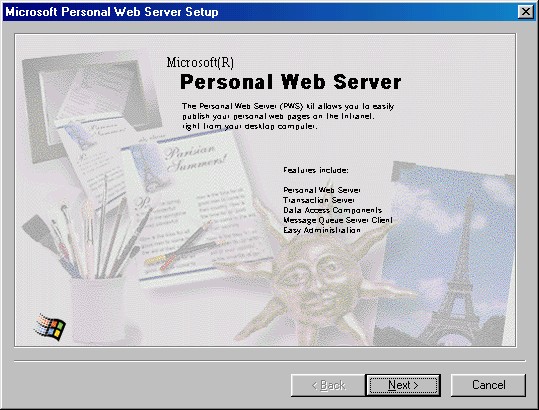 Microsoft Personal Web Server Setup
Microsoft(R)
Personal Web Server
The Personal Web Server (PWS) kit allows you to easily
publish your personal web pages on the Intranet,
right from your desktop computer.
Parisian
Summers!
Features include:
Personal Web Server
Transaction Server
Data Access Components
Message Queue Server Client
Easy Administration
< Back
Next >
Cancel